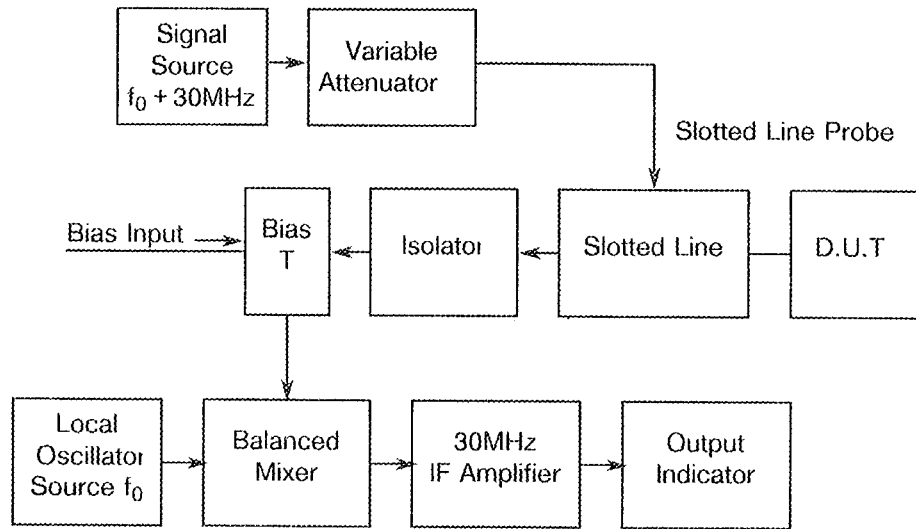 Signal
Source
f0 + 30MHz
Variable
Attenuator
Slotted Line Probe
Bias Input
Bias
T
Isolator
Slotted Line
D.U.T
Local
Oscillator
Source f0
Balanced
Mixer
30MHz
IF Amplifier
Output
Indicator